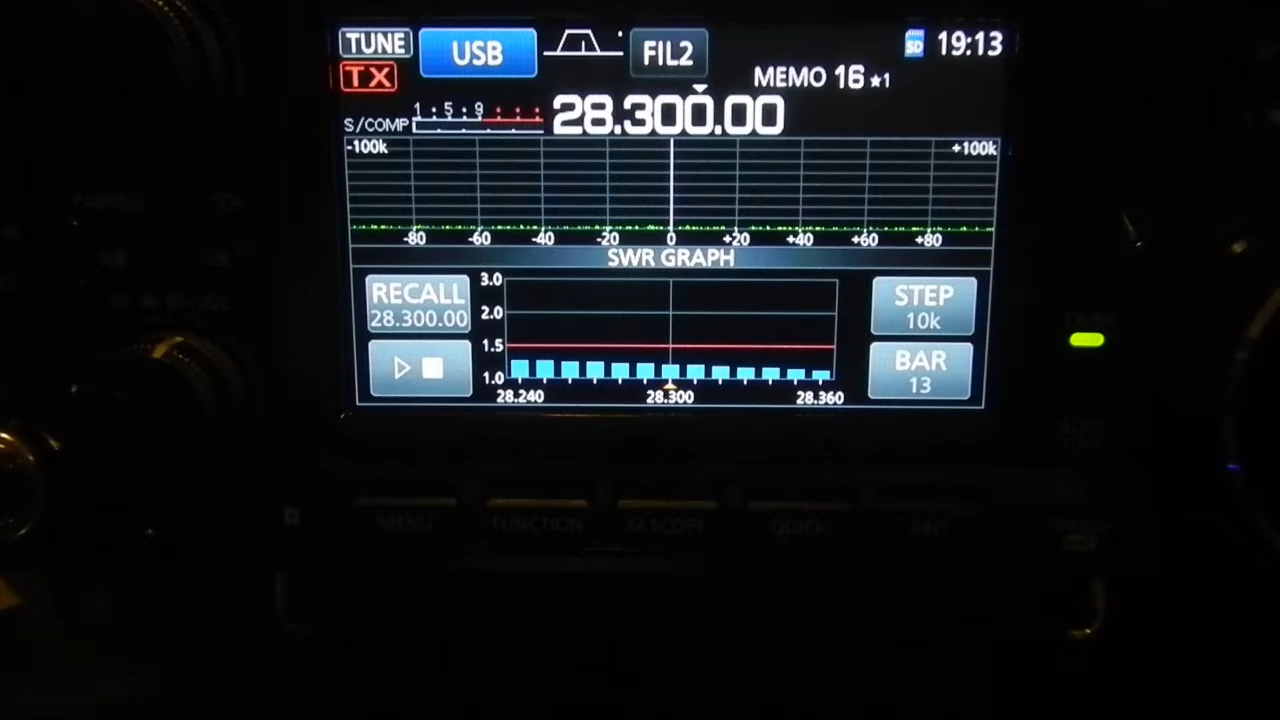 TUNE USB FIL2 SD 19:13
TX MEMO 16 ★1
S/COMP 1 : 5 : 9 28.300.00
-100k +100k
-80 -60 -40 -20 0 +20 +40 +60 +80
SWR GRAPH
RECALL
28.300.00
3.0
2.0
1.5
1.0
28.240 28.300 28.360
STEP
10k
BAR
13
MENU FUNCTION M.SCOPE QUICK EXIT